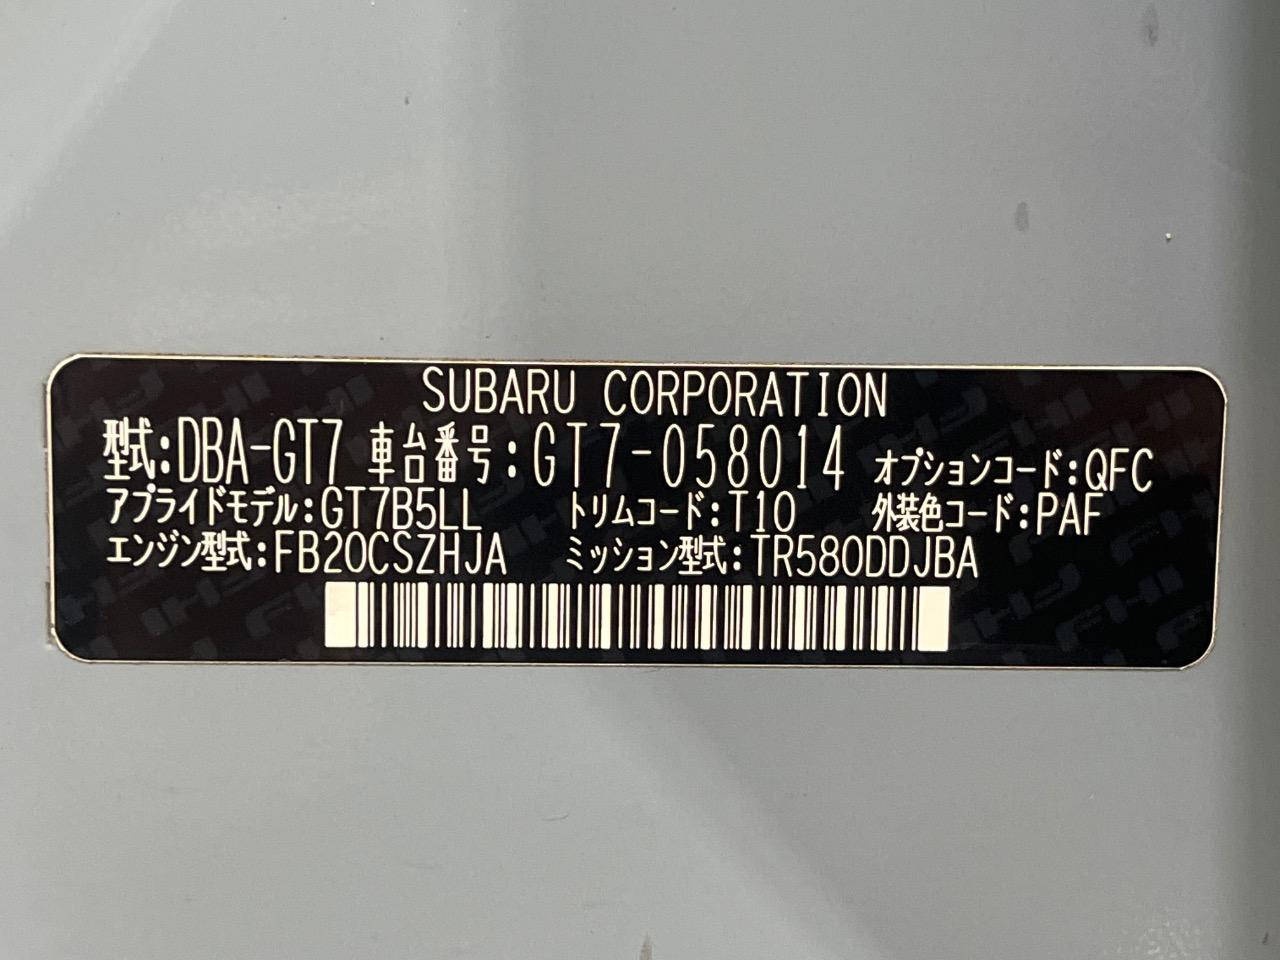 SUBARU CORPORATION
型式:DBA-GT7 車台番号:GT7-058014 オプションコード:QFC
アプライドモデル:GT7B5LL トリムコード:T10 外装色コード:PAF
エンジン型式:FB20CSZHJA ミッション型式:TR580DDJBA